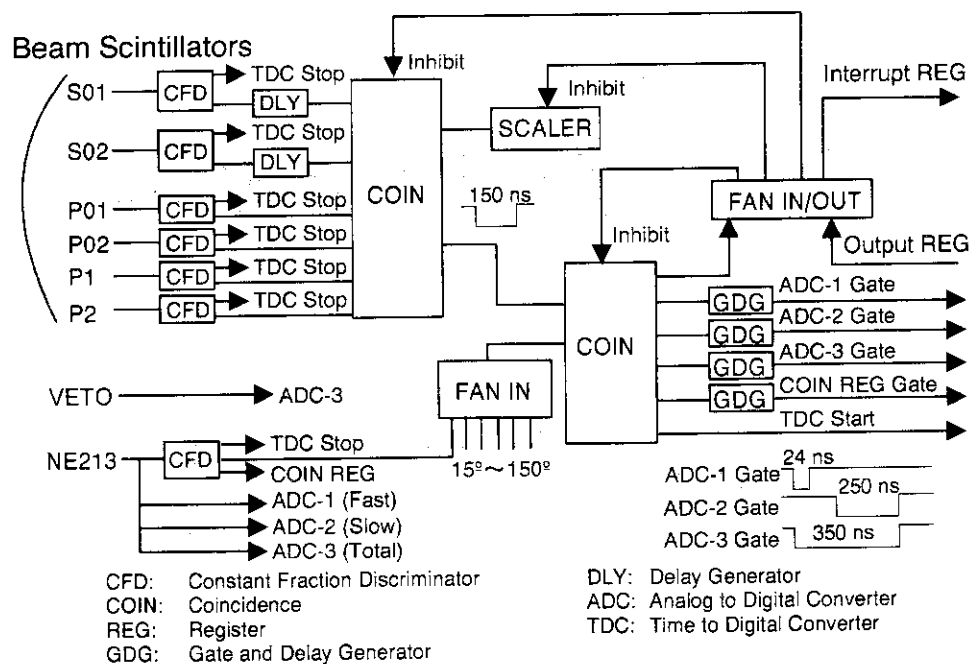 Beam Scintillators
S01
CFD
TDC Stop
DLY
S02
CFD
TDC Stop
DLY
P01
CFD
TDC Stop
P02
CFD
TDC Stop
P1
CFD
TDC Stop
P2
CFD
TDC Stop
COIN
Inhibit
SCALER
Inhibit
150 ns
Interrupt REG
FAN IN/OUT
Output REG
Inhibit
COIN
GDG
ADC-1 Gate
GDG
ADC-2 Gate
GDG
ADC-3 Gate
GDG
COIN REG Gate
TDC Start
VETO
ADC-3
FAN IN
15º～150º
NE213
CFD
TDC Stop
COIN REG
ADC-1 (Fast)
ADC-2 (Slow)
ADC-3 (Total)
ADC-1 Gate
24 ns
ADC-2 Gate
250 ns
ADC-3 Gate
350 ns
CFD: Constant Fraction Discriminator
COIN: Coincidence
REG: Register
GDG: Gate and Delay Generator
DLY: Delay Generator
ADC: Analog to Digital Converter
TDC: Time to Digital Converter